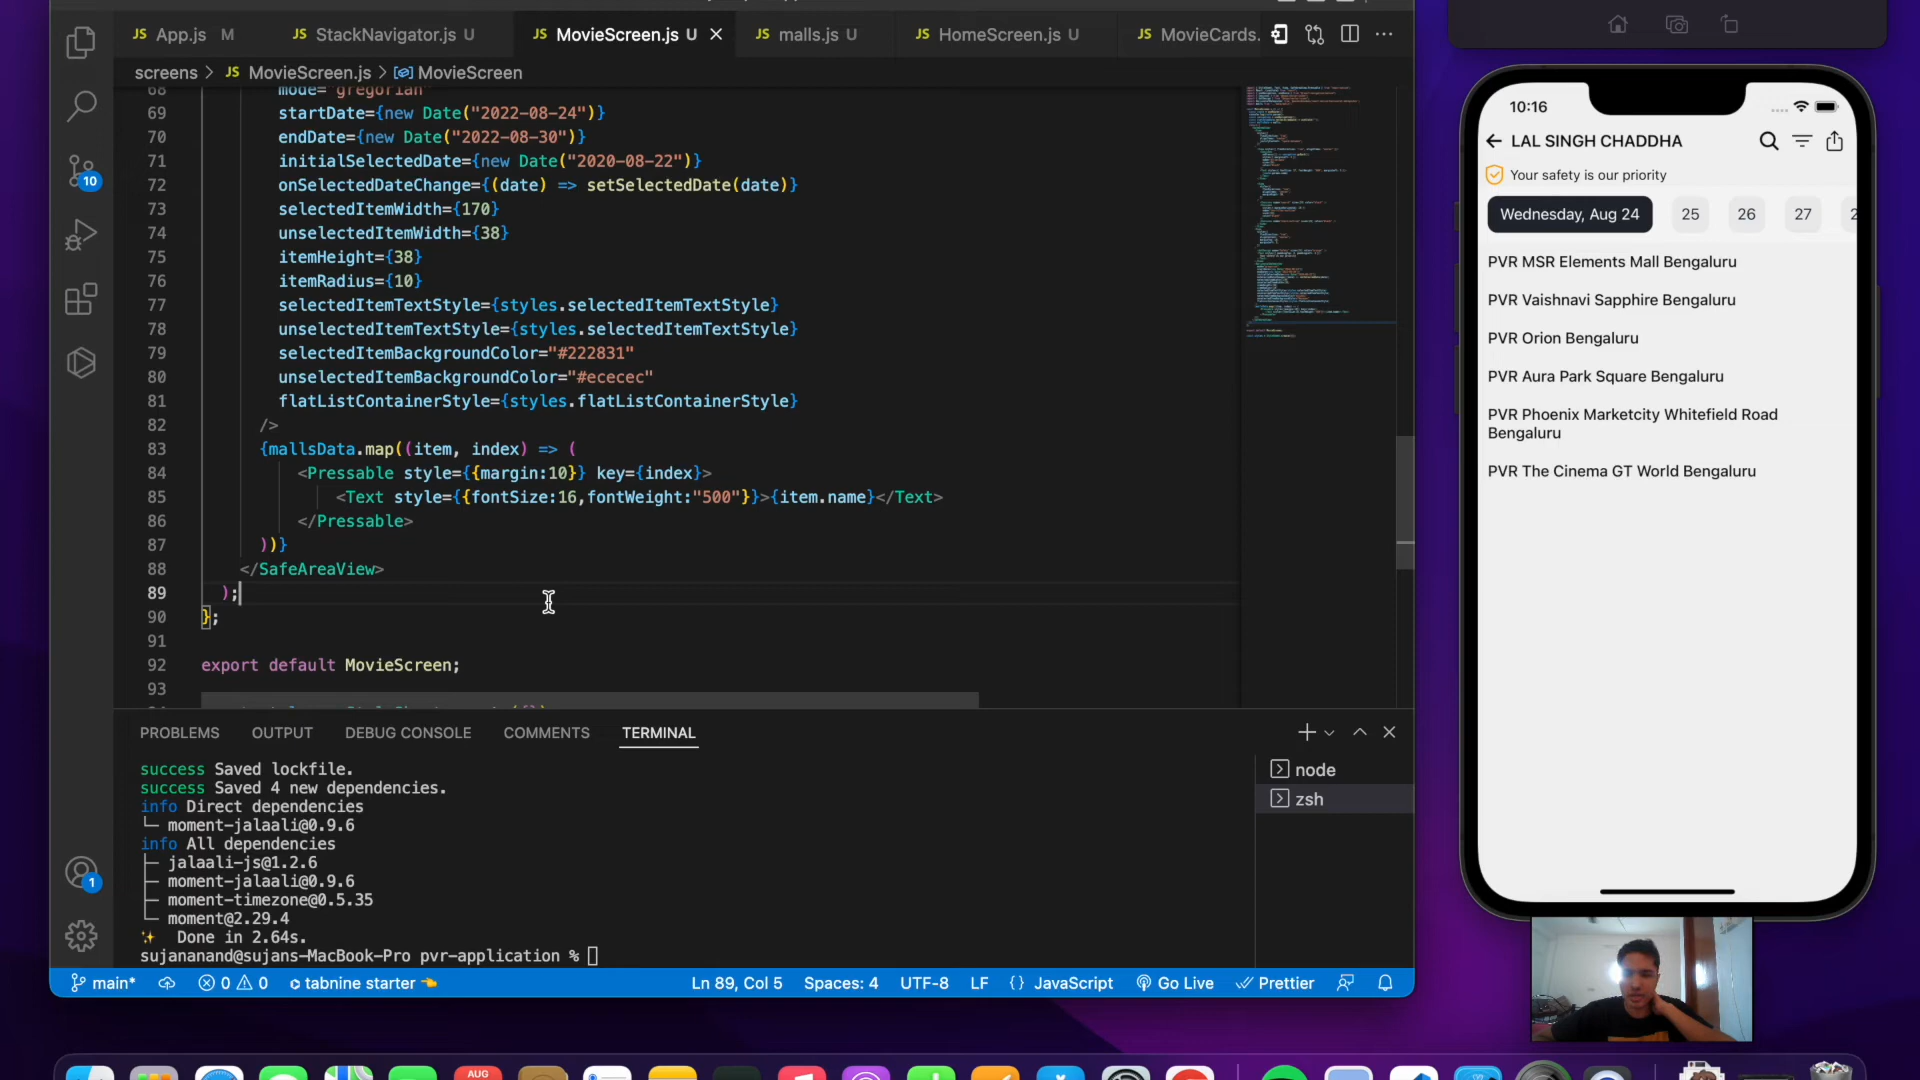 JS App.js M
JS StackNavigator.js U
JS MovieScreen.js U
JS malls.js U
JS HomeScreen.js U
JS MovieCards.
screens > JS MovieScreen.js > MovieScreen
68 mode="gregorian"
69 startDate={new Date("2022-08-24")}
70 endDate={new Date("2022-08-30")}
71 initialSelectedDate={new Date("2020-08-22")}
72 onSelectedDateChange={(date) => setSelectedDate(date)}
73 selectedItemWidth={170}
74 unselectedItemWidth={38}
75 itemHeight={38}
76 itemRadius={10}
77 selectedItemTextStyle={styles.selectedItemTextStyle}
78 unselectedItemTextStyle={styles.selectedItemTextStyle}
79 selectedItemBackgroundColor="#222831"
80 unselectedItemBackgroundColor="#ececec"
81 flatListContainerStyle={styles.flatListContainerStyle}
82 />
83 {mallsData.map((item, index) => (
84 <Pressable style={{margin:10}} key={index}>
85 <Text style={{fontSize:16,fontWeight:"500"}}>{item.name}</Text>
86 </Pressable>
87 ))}
88 </SafeAreaView>
89 );
90 };
91
92 export default MovieScreen;
93
PROBLEMS OUTPUT DEBUG CONSOLE COMMENTS TERMINAL
success Saved lockfile.
success Saved 4 new dependencies.
info Direct dependencies
└─ moment-jalaali@0.9.6
info All dependencies
├─ jalaali-js@1.2.6
├─ moment-jalaali@0.9.6
├─ moment-timezone@0.5.35
└─ moment@2.29.4
✨ Done in 2.64s.
sujananand@sujans-MacBook-Pro pvr-application %
node
zsh
10
1
main* 0 0 tabnine starter Ln 89, Col 5 Spaces: 4 UTF-8 LF {} JavaScript Go Live Prettier
10:16
LAL SINGH CHADDHA
Your safety is our priority
Wednesday, Aug 24 25 26 27 2
PVR MSR Elements Mall Bengaluru
PVR Vaishnavi Sapphire Bengaluru
PVR Orion Bengaluru
PVR Aura Park Square Bengaluru
PVR Phoenix Marketcity Whitefield Road
Bengaluru
PVR The Cinema GT World Bengaluru
AUG